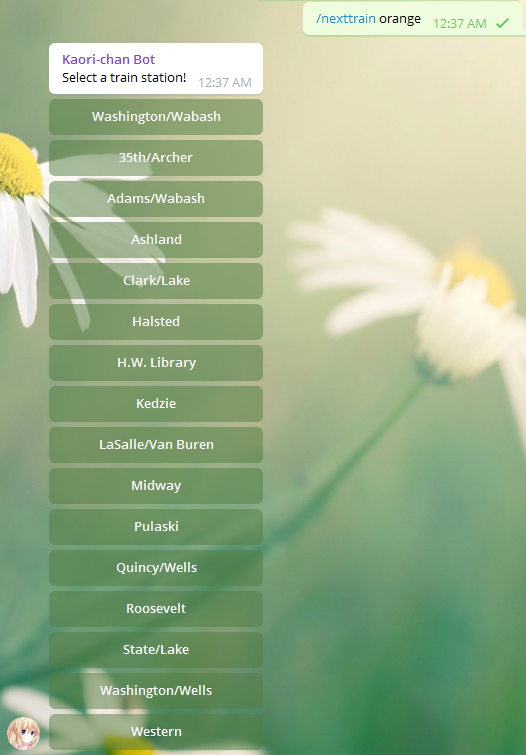 /nexttrain orange 12:37 AM
Kaori-chan Bot
Select a train station! 12:37 AM
Washington/Wabash
35th/Archer
Adams/Wabash
Ashland
Clark/Lake
Halsted
H.W. Library
Kedzie
LaSalle/Van Buren
Midway
Pulaski
Quincy/Wells
Roosevelt
State/Lake
Washington/Wells
Western